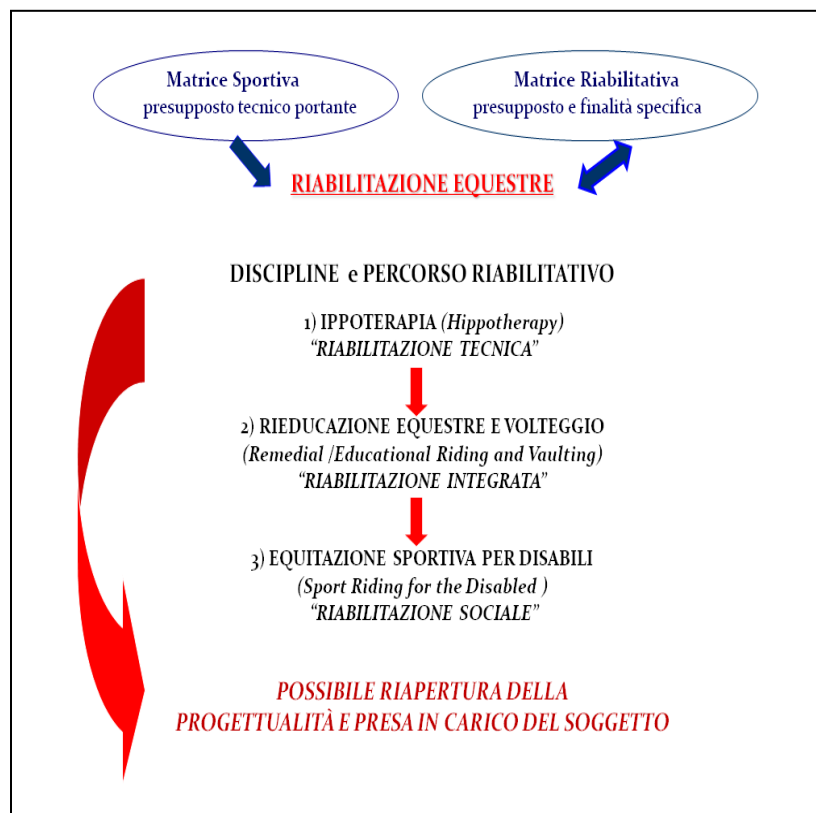 Matrice Sportiva
presupposto tecnico portante
Matrice Riabilitativa
presupposto e finalità specifica
RIABILITAZIONE EQUESTRE
DISCIPLINE e PERCORSO RIABILITATIVO
1) IPPOTERAPIA (Hippotherapy)
“RIABILITAZIONE TECNICA”
2) RIEDUCAZIONE EQUESTRE E VOLTEGGIO
(Remedial /Educational Riding and Vaulting)
“RIABILITAZIONE INTEGRATA”
3) EQUITAZIONE SPORTIVA PER DISABILI
(Sport Riding for the Disabled )
“RIABILITAZIONE SOCIALE”
POSSIBILE RIAPERTURA DELLA
PROGETTUALITÀ E PRESA IN CARICO DEL SOGGETTO